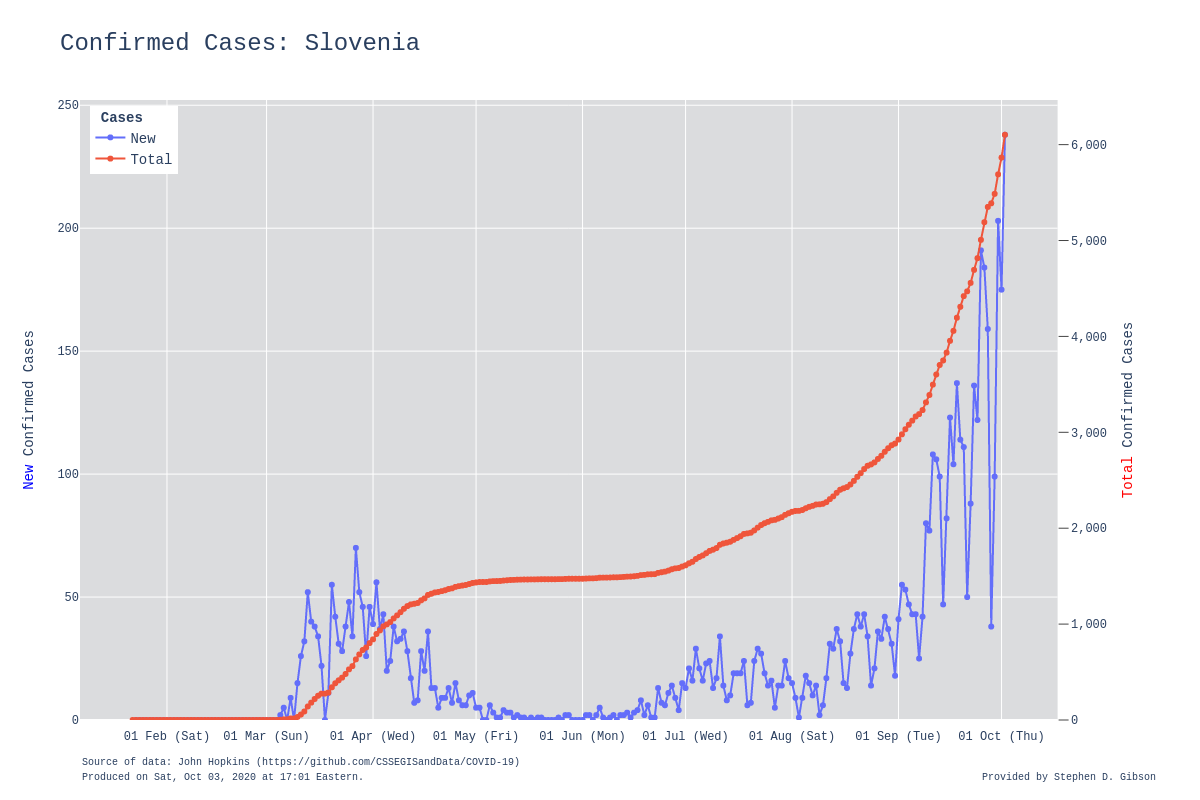 Confirmed Cases: Slovenia
Cases
New
Total
250
200
150
100
50
0
6,000
5,000
4,000
3,000
2,000
1,000
0
New Confirmed Cases
Total Confirmed Cases
01 Feb (Sat) 01 Mar (Sun) 01 Apr (Wed) 01 May (Fri) 01 Jun (Mon) 01 Jul (Wed) 01 Aug (Sat) 01 Sep (Tue) 01 Oct (Thu)
Source of data: John Hopkins (https://github.com/CSSEGISandData/COVID-19)
Produced on Sat, Oct 03, 2020 at 17:01 Eastern.
Provided by Stephen D. Gibson